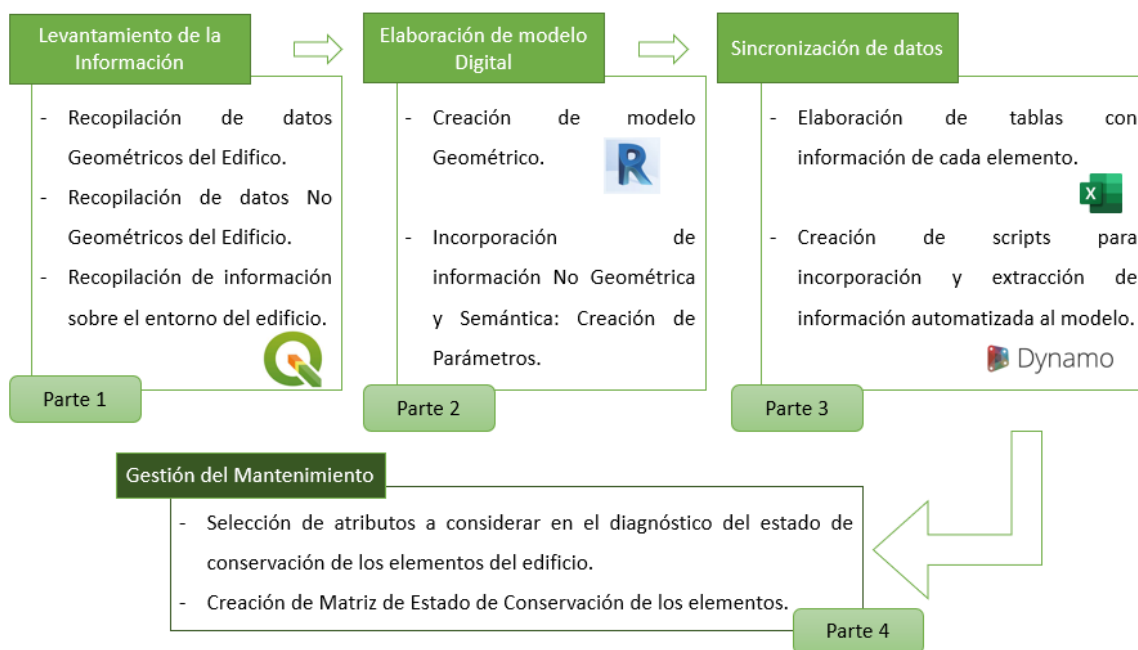 Levantamiento de la
Información
- Recopilación de datos
Geométricos del Edifico.
- Recopilación de datos No
Geométricos del Edificio.
- Recopilación de información
sobre el entorno del edificio.
Parte 1
Elaboración de modelo
Digital
- Creación de modelo
Geométrico.
R
- Incorporación de
información No Geométrica
y Semántica: Creación de
Parámetros.
Parte 2
Sincronización de datos
- Elaboración de tablas con
información de cada elemento.
X
- Creación de scripts para
incorporación y extracción de
información automatizada al modelo.
Dynamo
Parte 3
Gestión del Mantenimiento
- Selección de atributos a considerar en el diagnóstico del estado de
conservación de los elementos del edificio.
- Creación de Matriz de Estado de Conservación de los elementos.
Parte 4